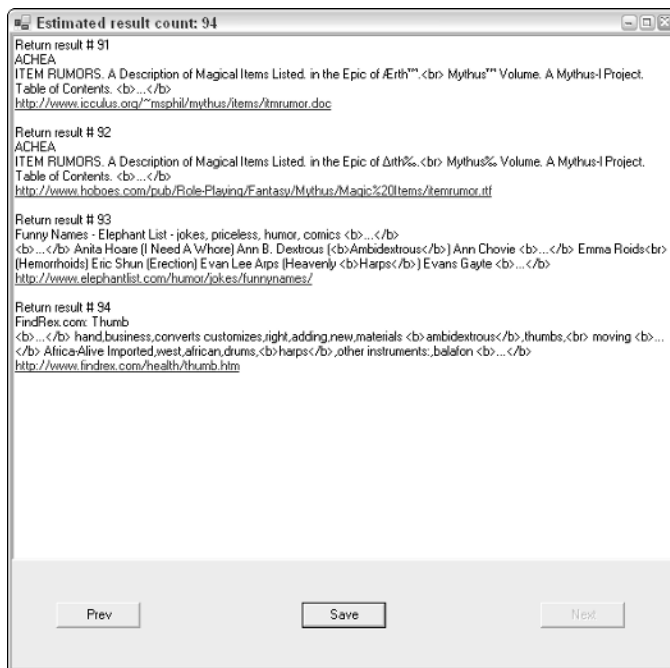 Estimated result count: 94
Return result # 91
ACHEA
ITEM RUMORS. A Description of Magical Items Listed. in the Epic of Ærth™.<br> Mythus™ Volume. A Mythus-I Project.
Table of Contents. <b>...</b>
http://www.icculus.org/~msphil/mythus/items/itmrumor.doc
Return result # 92
ACHEA
ITEM RUMORS. A Description of Magical Items Listed. in the Epic of ∆ιth‰.<br> Mythus‰ Volume. A Mythus-I Project.
Table of Contents. <b>...</b>
http://www.hoboes.com/pub/Role-Playing/Fantasy/Mythus/Magic%20Items/itemrumor.rtf
Return result # 93
Funny Names - Elephant List - jokes, priceless, humor, comics <b>...</b>
<b>...</b> Anita Hoare (I Need A Whore) Ann B. Dextrous (<b>Ambidextrous</b>) Ann Chovie <b>...</b> Emma Roids<br>
(Hemorrhoids) Eric Shun (Erection) Evan Lee Arps (Heavenly <b>Harps</b>) Evans Gayte <b>...</b>
http://www.elephantlist.com/humor/jokes/funnynames/
Return result # 94
FindRex.com: Thumb
<b>...</b> hand,business,converts customizes,right,adding,new,materials <b>ambidextrous</b>,thumbs,<br> moving <b>...
</b> Africa-Alive Imported,west,african,drums,<b>harps</b>,other instruments:,balafon <b>...</b>
http://www.findrex.com/health/thumb.htm
Prev
Save
Next